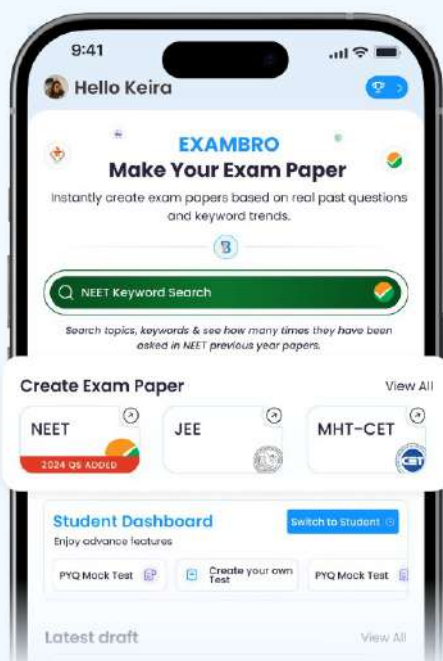 9:41
Hello Keira
EXAMBRO
Make Your Exam Paper
Instantly create exam papers based on real past questions
and keyword trends.
NEET Keyword Search
Search topics, keywords & see how many times they have been
asked in NEET previous year papers.
Create Exam Paper View All
NEET JEE MHT-CET
2024 QS ADDED CET
Student Dashboard Switch to Student
Enjoy advance features
PYQ Mock Test Create your own Test PYQ Mock Test
Latest draft View All